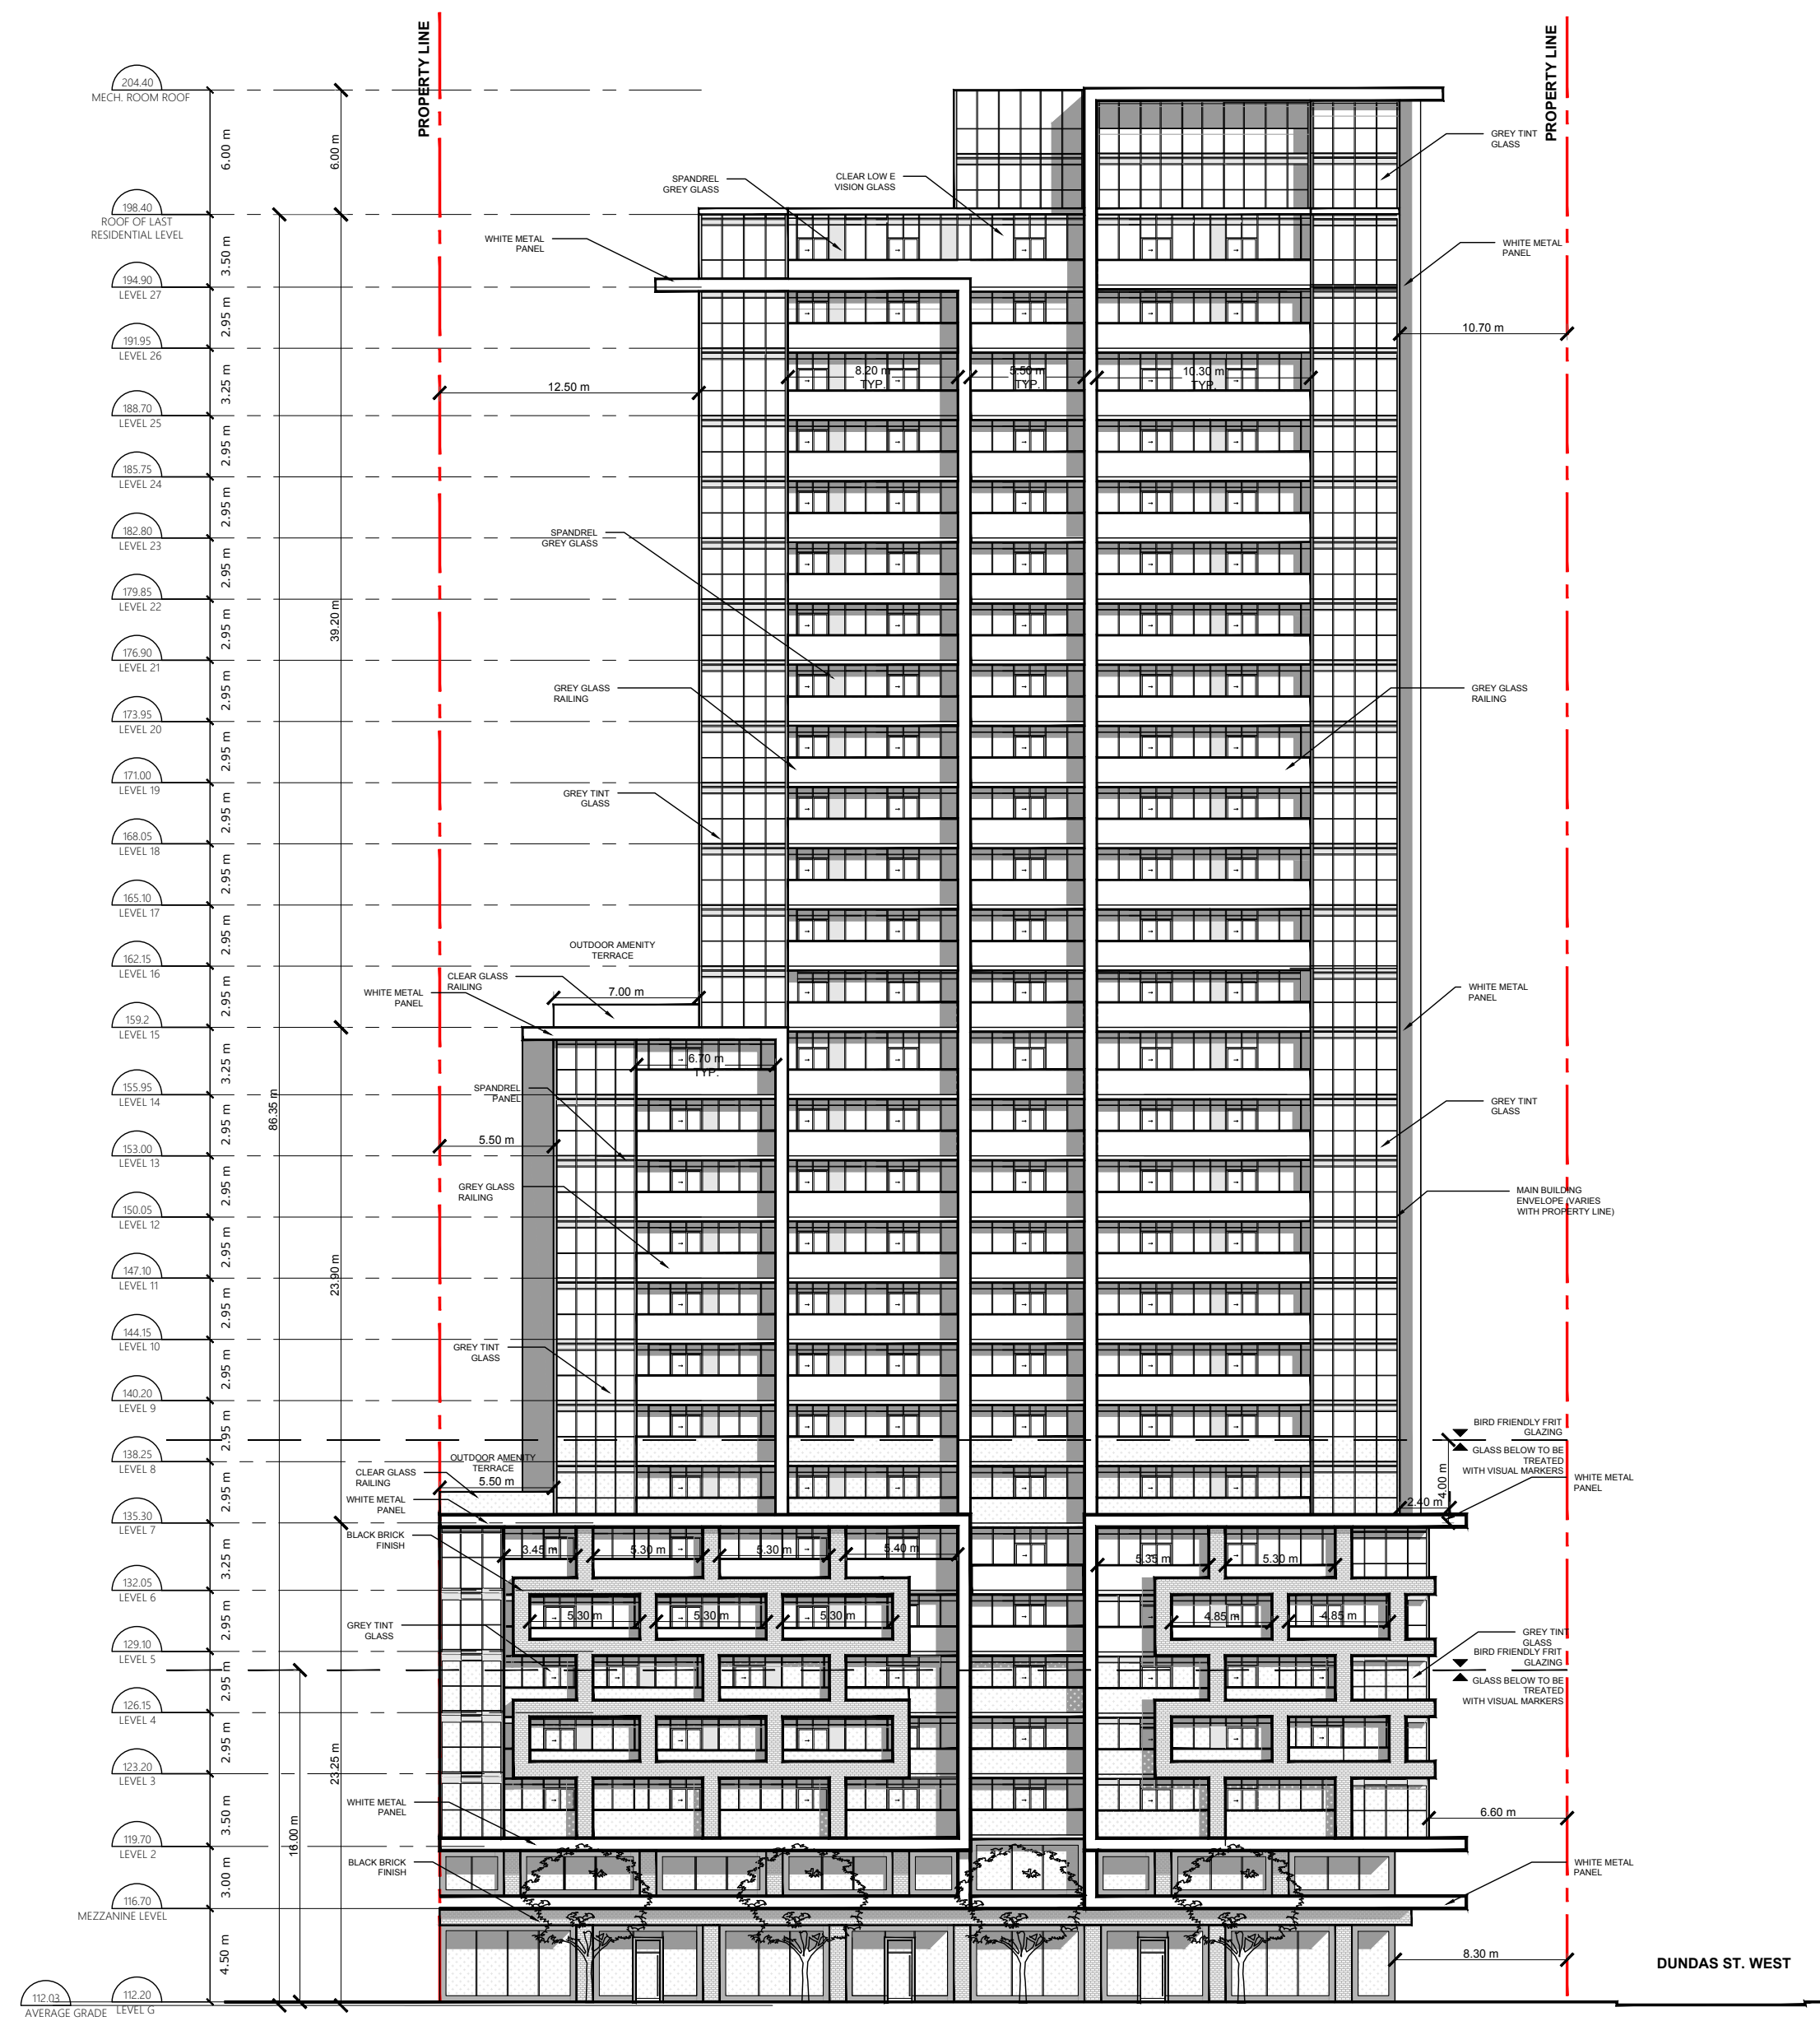 PROPERTY LINE
PROPERTY LINE
204.40
MECH. ROOM ROOF
6.00 m
6.00 m
GREY TINT
GLASS
SPANDREL
GREY GLASS
CLEAR LOW E
VISION GLASS
198.40
ROOF OF LAST
RESIDENTIAL LEVEL
WHITE METAL
PANEL
WHITE METAL
PANEL
3.50 m
194.90
LEVEL 27
2.95 m
10.70 m
191.95
LEVEL 26
3.25 m
12.50 m
8.20 m
TYP.
5.50 m
TYP.
10.30 m
TYP.
188.70
LEVEL 25
2.95 m
185.75
LEVEL 24
2.95 m
182.80
LEVEL 23
SPANDREL
GREY GLASS
2.95 m
179.85
LEVEL 22
2.95 m
39.20 m
176.90
LEVEL 21
2.95 m
GREY GLASS
RAILING
GREY GLASS
RAILING
173.95
LEVEL 20
2.95 m
171.00
LEVEL 19
GREY TINT
GLASS
2.95 m
168.05
LEVEL 18
2.95 m
165.10
LEVEL 17
2.95 m
OUTDOOR AMENITY
TERRACE
162.15
LEVEL 16
CLEAR GLASS
RAILING
WHITE METAL
PANEL
7.00 m
WHITE METAL
PANEL
2.95 m
159.2
LEVEL 15
3.25 m
6.70 m
TYP.
155.95
LEVEL 14
SPANDREL
PANEL
GREY TINT
GLASS
86.35 m
2.95 m
5.50 m
153.00
LEVEL 13
2.95 m
GREY GLASS
RAILING
MAIN BUILDING
ENVELOPE (VARIES
WITH PROPERTY LINE)
150.05
LEVEL 12
2.95 m
23.90 m
147.10
LEVEL 11
2.95 m
144.15
LEVEL 10
GREY TINT
GLASS
2.95 m
140.20
LEVEL 9
2.95 m
BIRD FRIENDLY FRIT
GLAZING
138.25
LEVEL 8
OUTDOOR AMENITY
TERRACE
GLASS BELOW TO BE
TREATED
WITH VISUAL MARKERS
4.00 m
CLEAR GLASS
RAILING
5.50 m
WHITE METAL
PANEL
2.95 m
WHITE METAL
PANEL
2.40 m
135.30
LEVEL 7
BLACK BRICK
FINISH
3.25 m
3.45 m
5.30 m
5.30 m
5.40 m
5.35 m
5.30 m
132.05
LEVEL 6
2.95 m
5.30 m
5.30 m
5.30 m
4.85 m
4.85 m
GREY TINT
GLASS
GREY TINT
GLASS
129.10
LEVEL 5
BIRD FRIENDLY FRIT
GLAZING
2.95 m
GLASS BELOW TO BE
TREATED
WITH VISUAL MARKERS
126.15
LEVEL 4
2.95 m
23.25 m
123.20
LEVEL 3
3.50 m
WHITE METAL
PANEL
6.60 m
16.00 m
119.70
LEVEL 2
BLACK BRICK
FINISH
WHITE METAL
PANEL
3.00 m
116.70
MEZZANINE LEVEL
4.50 m
8.30 m
DUNDAS ST. WEST
112.03
AVERAGE GRADE
112.20
LEVEL G